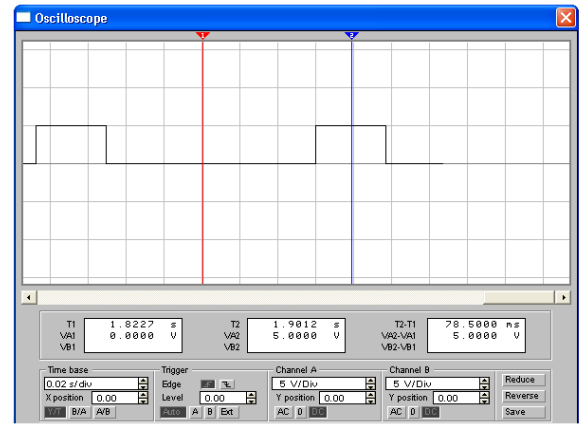 Oscilloscope
1 2
T1 1.8227 s T2 1.9012 s T2-T1 78.5000 ms
VA1 0.0000 V VA2 5.0000 V VA2-VA1 5.0000 V
VB1 VB2 VB2-VB1
Time base Trigger Channel A Channel B
0.02 s/div Edge 5 V/Div 5 V/Div Reduce
X position 0.00 Level 0.00 Y position 0.00 Y position 0.00 Reverse
Y/T B/A A/B Auto A B Ext AC 0 DC AC 0 DC Save